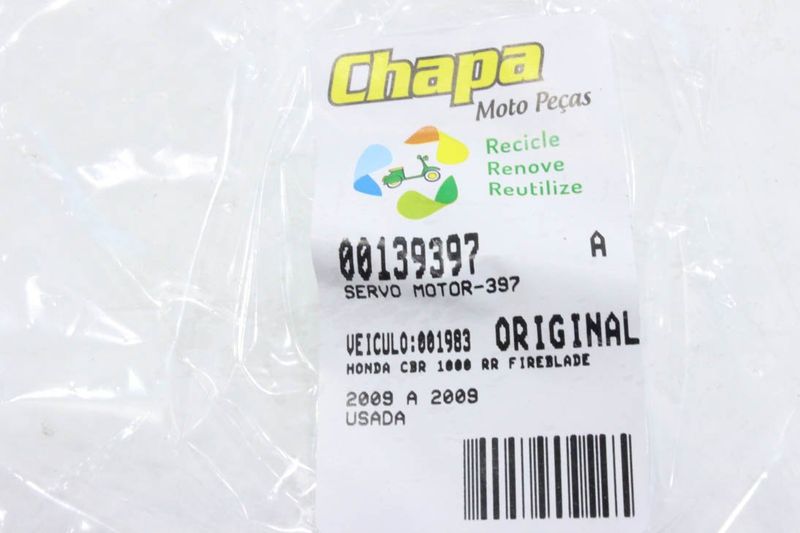 Chapa
Moto Peças
Recicle
Renove
Reutilize
00139397 A
SERVO MOTOR-397
VEICULO:001983 ORIGINAL
HONDA CBR 1000 RR FIREBLADE
2009 A 2009
USADA